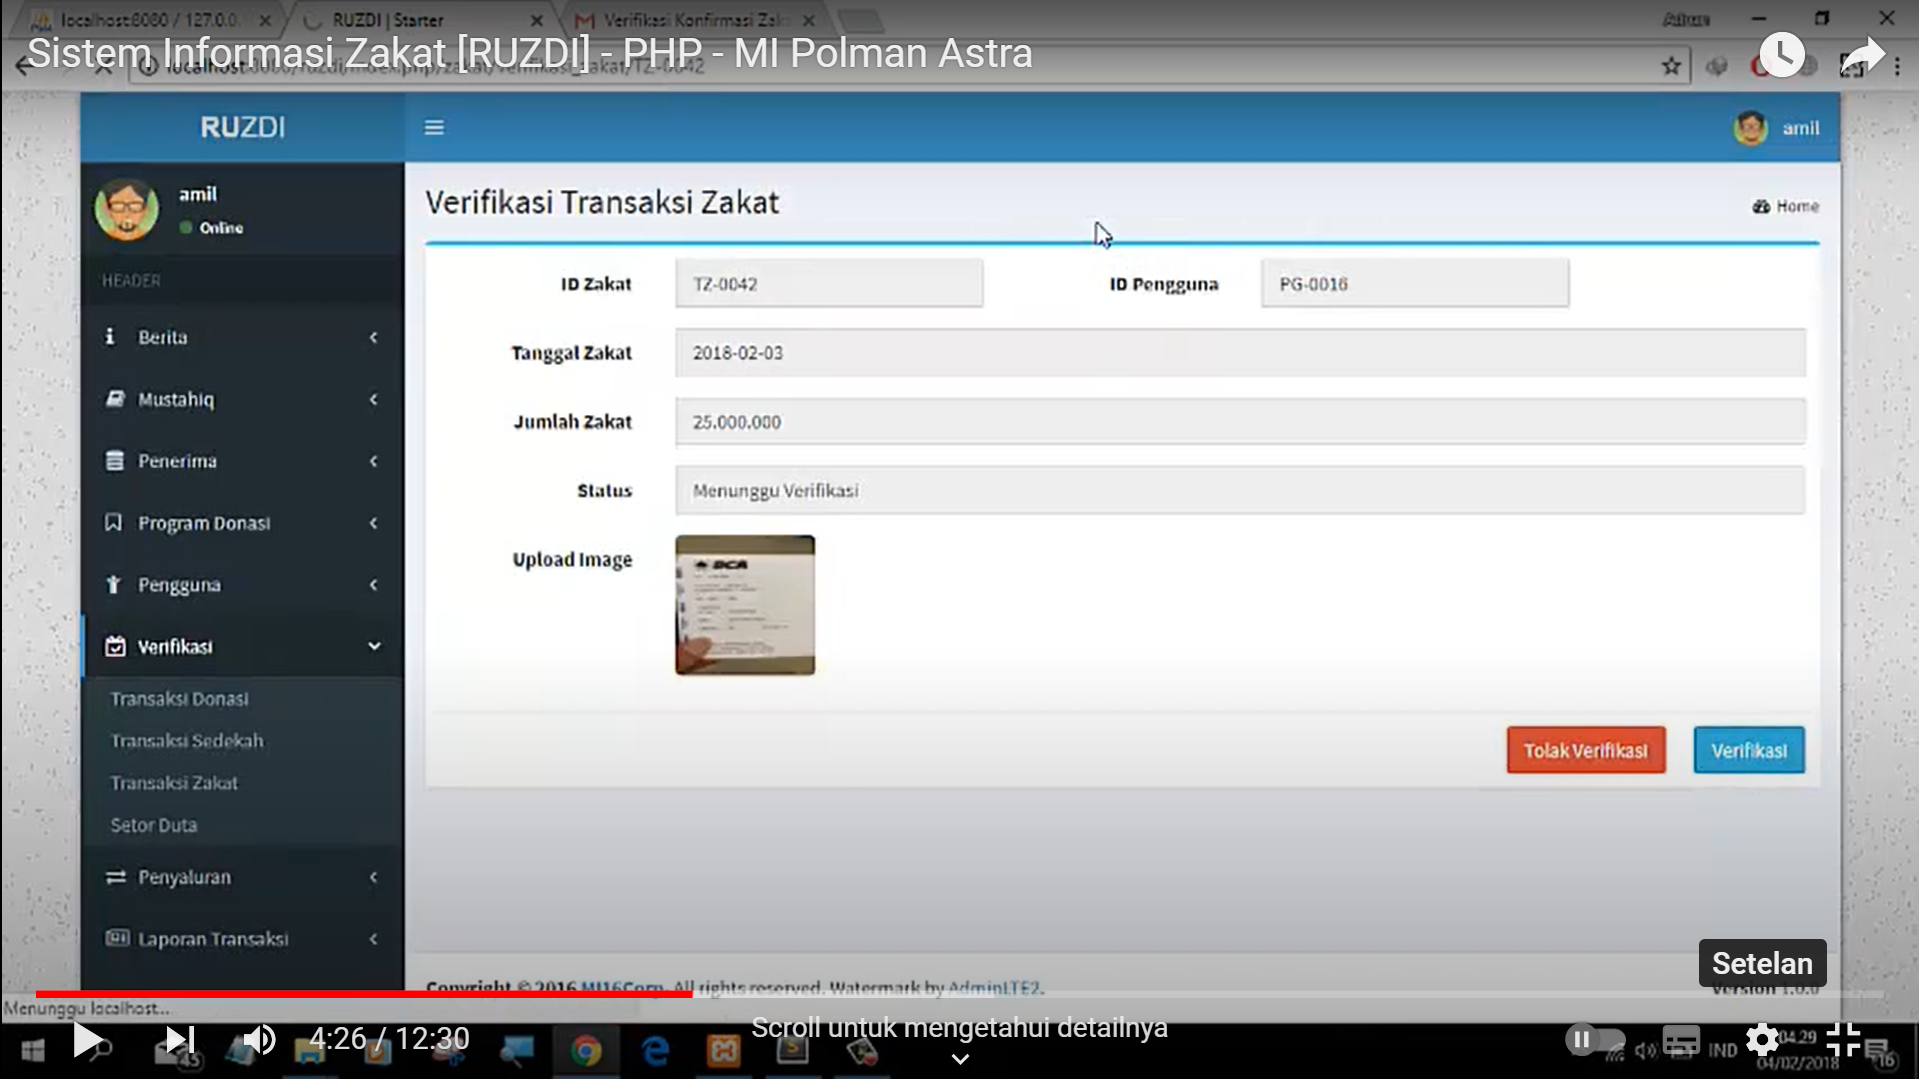 localhost:8080 / 127.0.0.
RUZDI | Starter
Verifikasi Konfirmasi Zak
Sistem Informasi Zakat [RUZDI] - PHP - MI Polman Astra
RUZDI
amil
amil
Online
Verifikasi Transaksi Zakat
Home
HEADER
ID Zakat
TZ-0042
ID Pengguna
PG-0016
Berita
Tanggal Zakat
2018-02-03
Mustahiq
Jumlah Zakat
25.000.000
Penerima
Status
Menunggu Verifikasi
Program Donasi
Upload Image
BCA
Pengguna
Verifikasi
Transaksi Donasi
Transaksi Sedekah
Transaksi Zakat
Setor Duta
Tolak Verifikasi
Verifikasi
Penyaluran
Laporan Transaksi
Setelan
Copyright © 2016 MI16Corp. All rights reserved. Watermark by AdminLTE2.
Version 1.0.0
Menunggu localhost...
4:26 / 12:30
Scroll untuk mengetahui detailnya
IND
04.29
04/02/2018
16